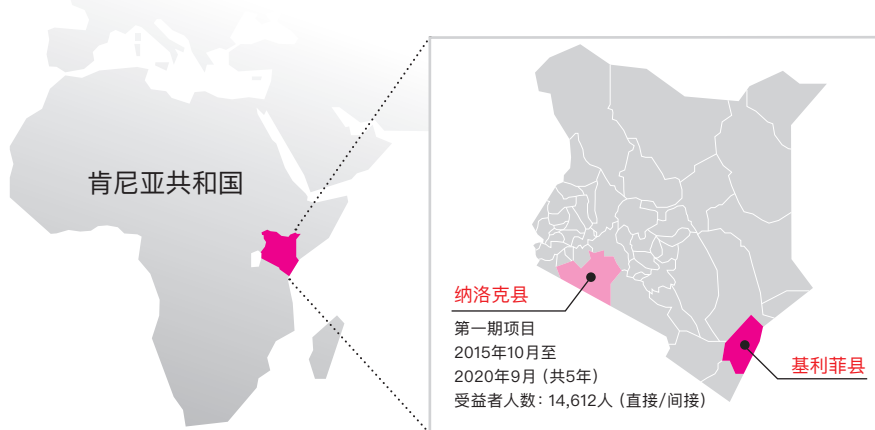 肯尼亚共和国
纳洛克县
第一期项目
2015年10月至
2020年9月（共5年）
受益者人数：14,612人（直接/间接）
基利菲县